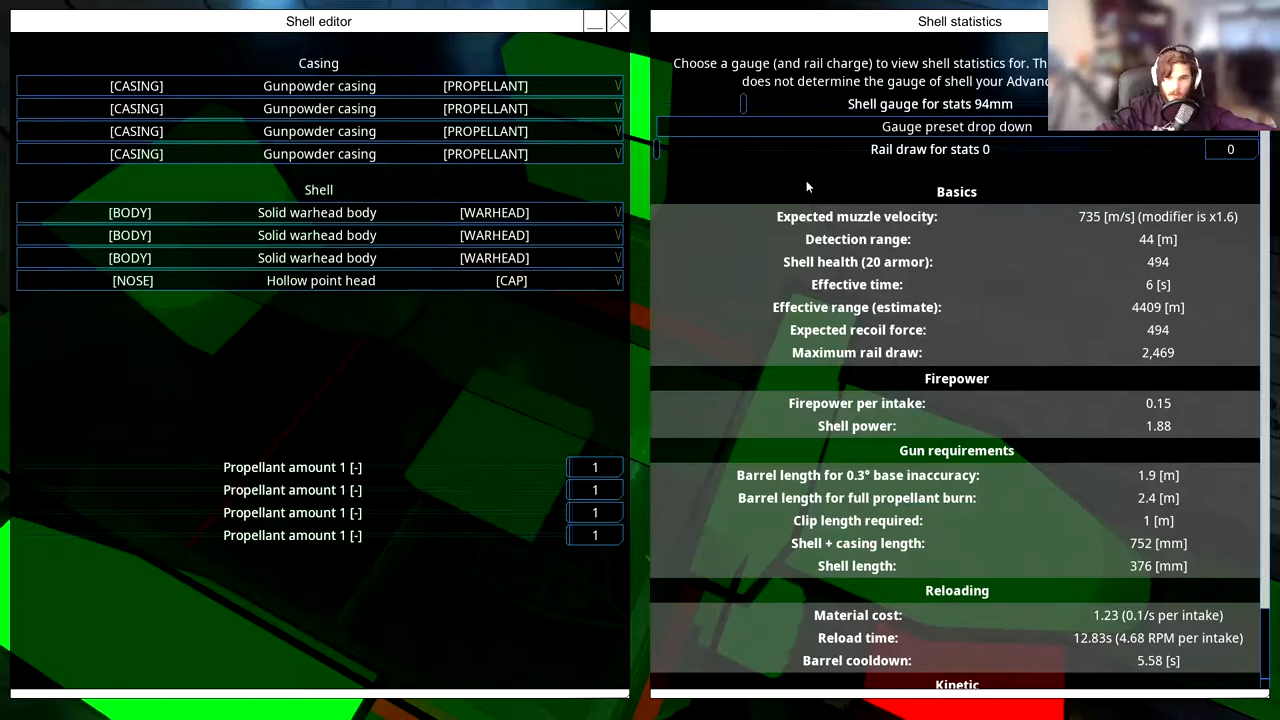 Shell editor
Casing
[CASING] Gunpowder casing [PROPELLANT]
[CASING] Gunpowder casing [PROPELLANT]
[CASING] Gunpowder casing [PROPELLANT]
[CASING] Gunpowder casing [PROPELLANT]
Shell
[BODY] Solid warhead body [WARHEAD]
[BODY] Solid warhead body [WARHEAD]
[BODY] Solid warhead body [WARHEAD]
[NOSE] Hollow point head [CAP]
Propellant amount 1 [-] 1
Propellant amount 1 [-] 1
Propellant amount 1 [-] 1
Propellant amount 1 [-] 1
Shell statistics
Choose a gauge (and rail charge) to view shell statistics for. Th
does not determine the gauge of shell your Advan
Shell gauge for stats 94mm
Gauge preset drop down
Rail draw for stats 0 0
Basics
Expected muzzle velocity: 735 [m/s] (modifier is x1.6)
Detection range: 44 [m]
Shell health (20 armor): 494
Effective time: 6 [s]
Effective range (estimate): 4409 [m]
Expected recoil force: 494
Maximum rail draw: 2,469
Firepower
Firepower per intake: 0.15
Shell power: 1.88
Gun requirements
Barrel length for 0.3° base inaccuracy: 1.9 [m]
Barrel length for full propellant burn: 2.4 [m]
Clip length required: 1 [m]
Shell + casing length: 752 [mm]
Shell length: 376 [mm]
Reloading
Material cost: 1.23 (0.1/s per intake)
Reload time: 12.83s (4.68 RPM per intake)
Barrel cooldown: 5.58 [s]
Kinetic